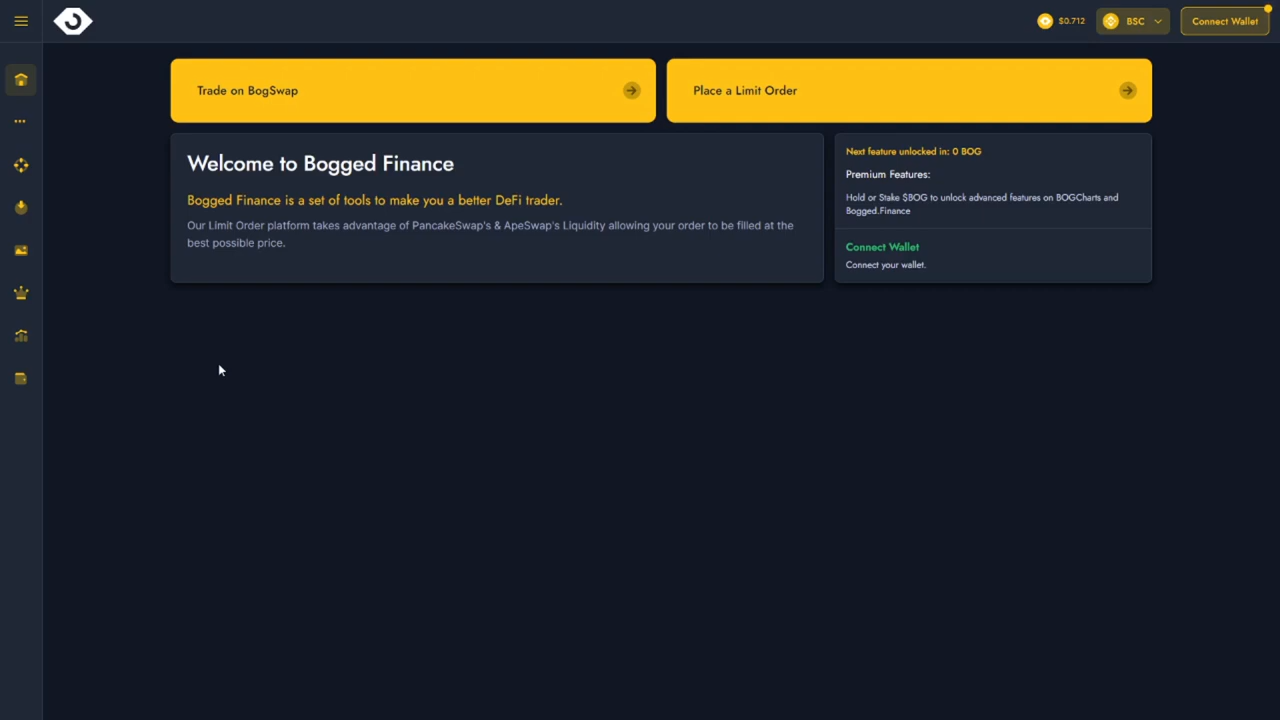 $0.712
BSC
Connect Wallet
Trade on BogSwap
Place a Limit Order
Welcome to Bogged Finance
Bogged Finance is a set of tools to make you a better DeFi trader.
Our Limit Order platform takes advantage of PancakeSwap's & ApeSwap's Liquidity allowing your order to be filled at the
best possible price.
Next feature unlocked in: 0 BOG
Premium Features:
Hold or Stake $BOG to unlock advanced features on BOGCharts and
Bogged.Finance
Connect Wallet
Connect your wallet.